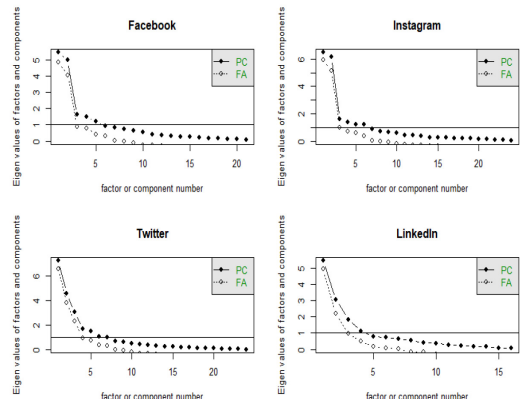 Facebook
Eigen values of factors and components
PC
FA
0 1 2 3 4 5
5 10 15 20
factor or component number
Instagram
Eigen values of factors and components
PC
FA
0 2 4 6
5 10 15 20
factor or component number
Twitter
Eigen values of factors and components
PC
FA
0 2 4 6
5 10 15 20
factor or component number
LinkedIn
Eigen values of factors and components
PC
FA
0 1 2 3 4 5
5 10 15
factor or component number